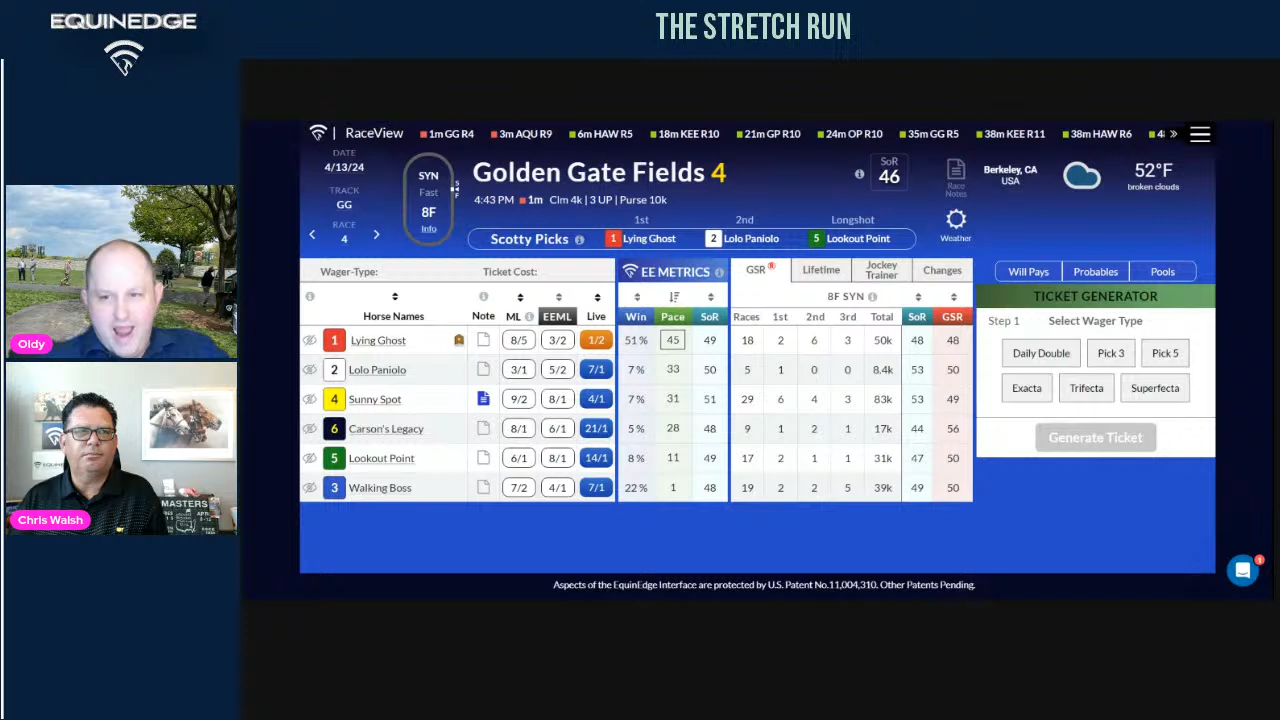 EQUINEDGE
THE STRETCH RUN
RaceView 1m GG R4 3m AQU R9 6m HAW R5 18m KEE R10 21m GP R10 24m OP R10 35m GG R5 38m KEE R11 38m HAW R6 4 »
DATE
4/13/24
TRACK
GG
RACE
4
SYN
Fast
8F
Info
S
F
Golden Gate Fields 4
4:43 PM 1m Clm 4k | 3 UP | Purse 10k
SoR
46
Race Notes
Weather
Berkeley, CA
USA
52°F
broken clouds
1st 2nd Longshot
Scotty Picks 1 Lying Ghost 2 Lolo Paniolo 5 Lookout Point
Wager-Type: Ticket Cost:
EE METRICS
GSR® Lifetime Jockey Trainer Changes
8F SYN
Horse Names Note ML EEML Live Win Pace SoR Races 1st 2nd 3rd Total SoR GSR
1 Lying Ghost 8/5 3/2 1/2 51% 45 49 18 2 6 3 50k 48 48
2 Lolo Paniolo 3/1 5/2 7/1 7% 33 50 5 1 0 0 8.4k 53 50
4 Sunny Spot 9/2 8/1 4/1 7% 31 51 29 6 4 3 83k 53 49
6 Carson's Legacy 8/1 6/1 21/1 5% 28 48 9 1 2 1 17k 44 56
5 Lookout Point 6/1 8/1 14/1 8% 11 49 17 2 1 1 31k 47 50
3 Walking Boss 7/2 4/1 7/1 22% 1 48 19 2 2 5 39k 49 50
Will Pays Probables Pools
TICKET GENERATOR
Step 1 Select Wager Type
Daily Double Pick 3 Pick 5
Exacta Trifecta Superfecta
Generate Ticket
Aspects of the EquinEdge Interface are protected by U.S. Patent No.11,004,310. Other Patents Pending.
1
Oldy
Chris Walsh
MASTERS